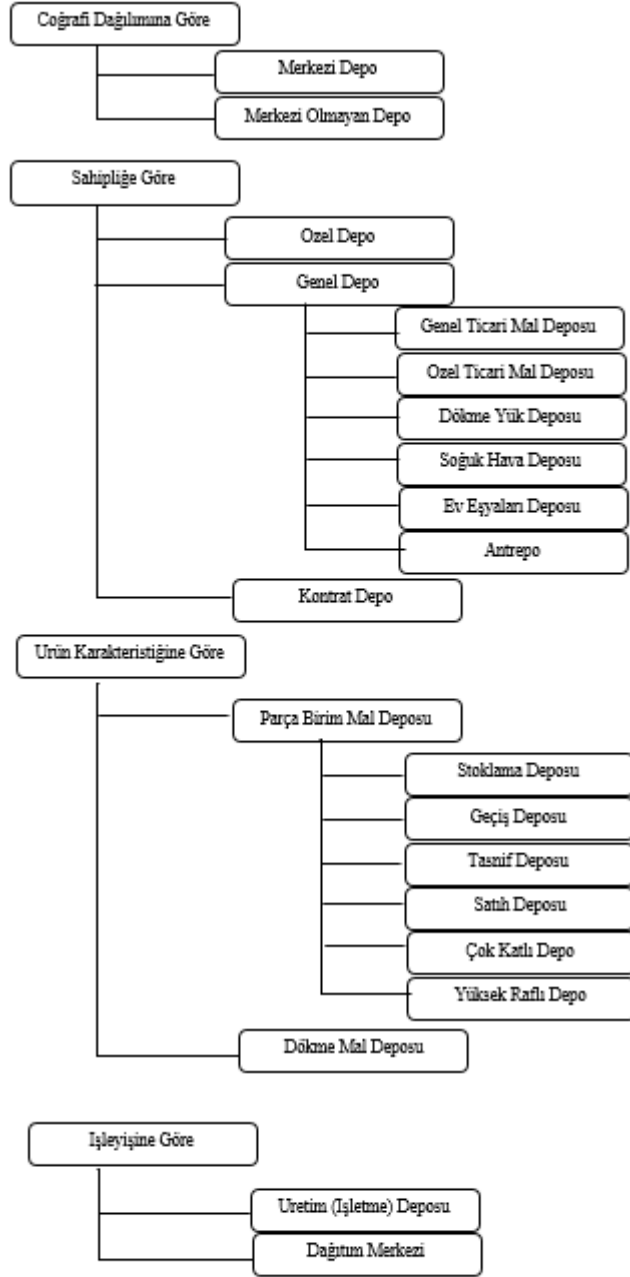 Coğrafi Dağılımına Göre
Merkezi Depo
Merkezi Olmayan Depo
Sahipliğe Göre
Ozel Depo
Genel Depo
Genel Ticari Mal Deposu
Ozel Ticari Mal Deposu
Dökme Yük Deposu
Soğuk Hava Deposu
Ev Eşyaları Deposu
Antrepo
Kontrat Depo
Urün Karakteristiğine Göre
Parça Birim Mal Deposu
Stoklama Deposu
Geçiş Deposu
Tasnif Deposu
Satıh Deposu
Çok Katlı Depo
Yüksek Raflı Depo
Dökme Mal Deposu
Işleyişine Göre
Uretim (Işletme) Deposu
Dağıtım Merkezi